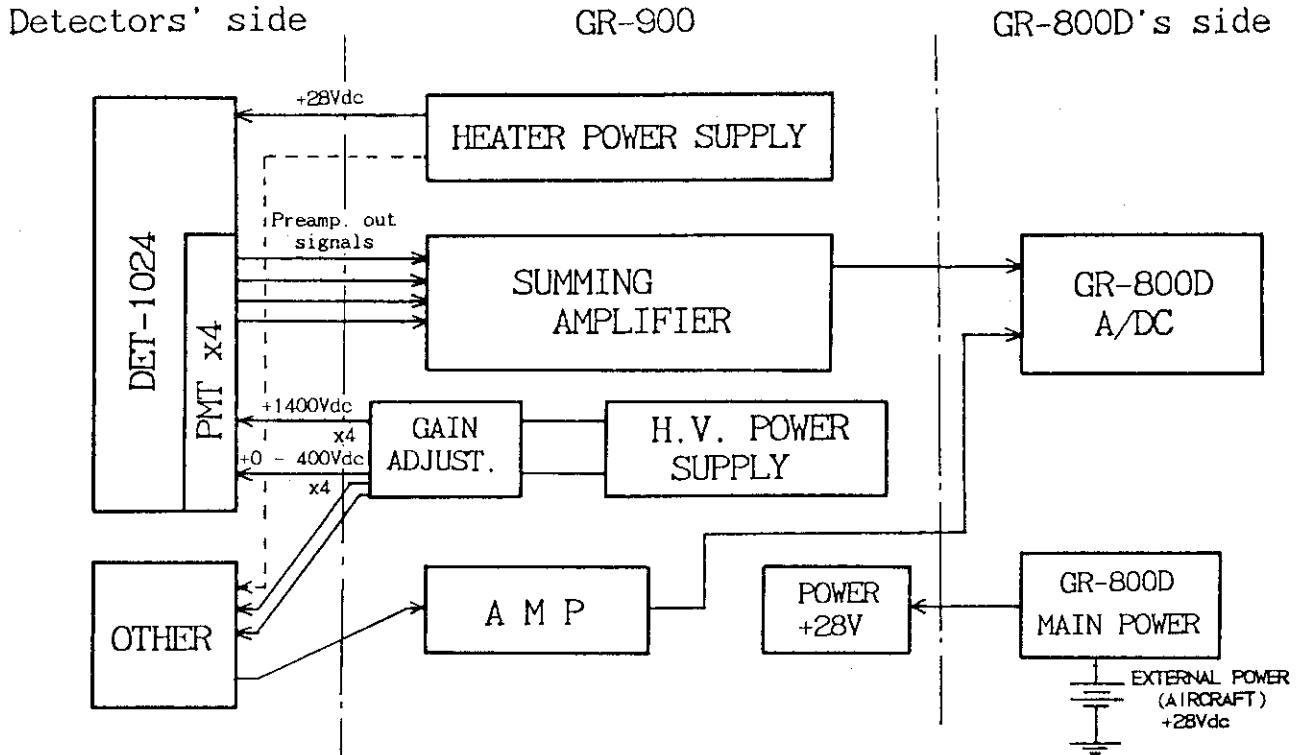 Detectors' side
GR-900
GR-800D's side
+28Vdc
HEATER POWER SUPPLY
Preamp. out
signals
DET-1024
PMT x4
SUMMING
AMPLIFIER
GR-800D
A/DC
+1400Vdc
x4
+0 - 400Vdc
x4
GAIN
ADJUST.
H.V. POWER
SUPPLY
OTHER
A M P
POWER
+28V
GR-800D
MAIN POWER
EXTERNAL POWER
(AIRCRAFT)
+28Vdc